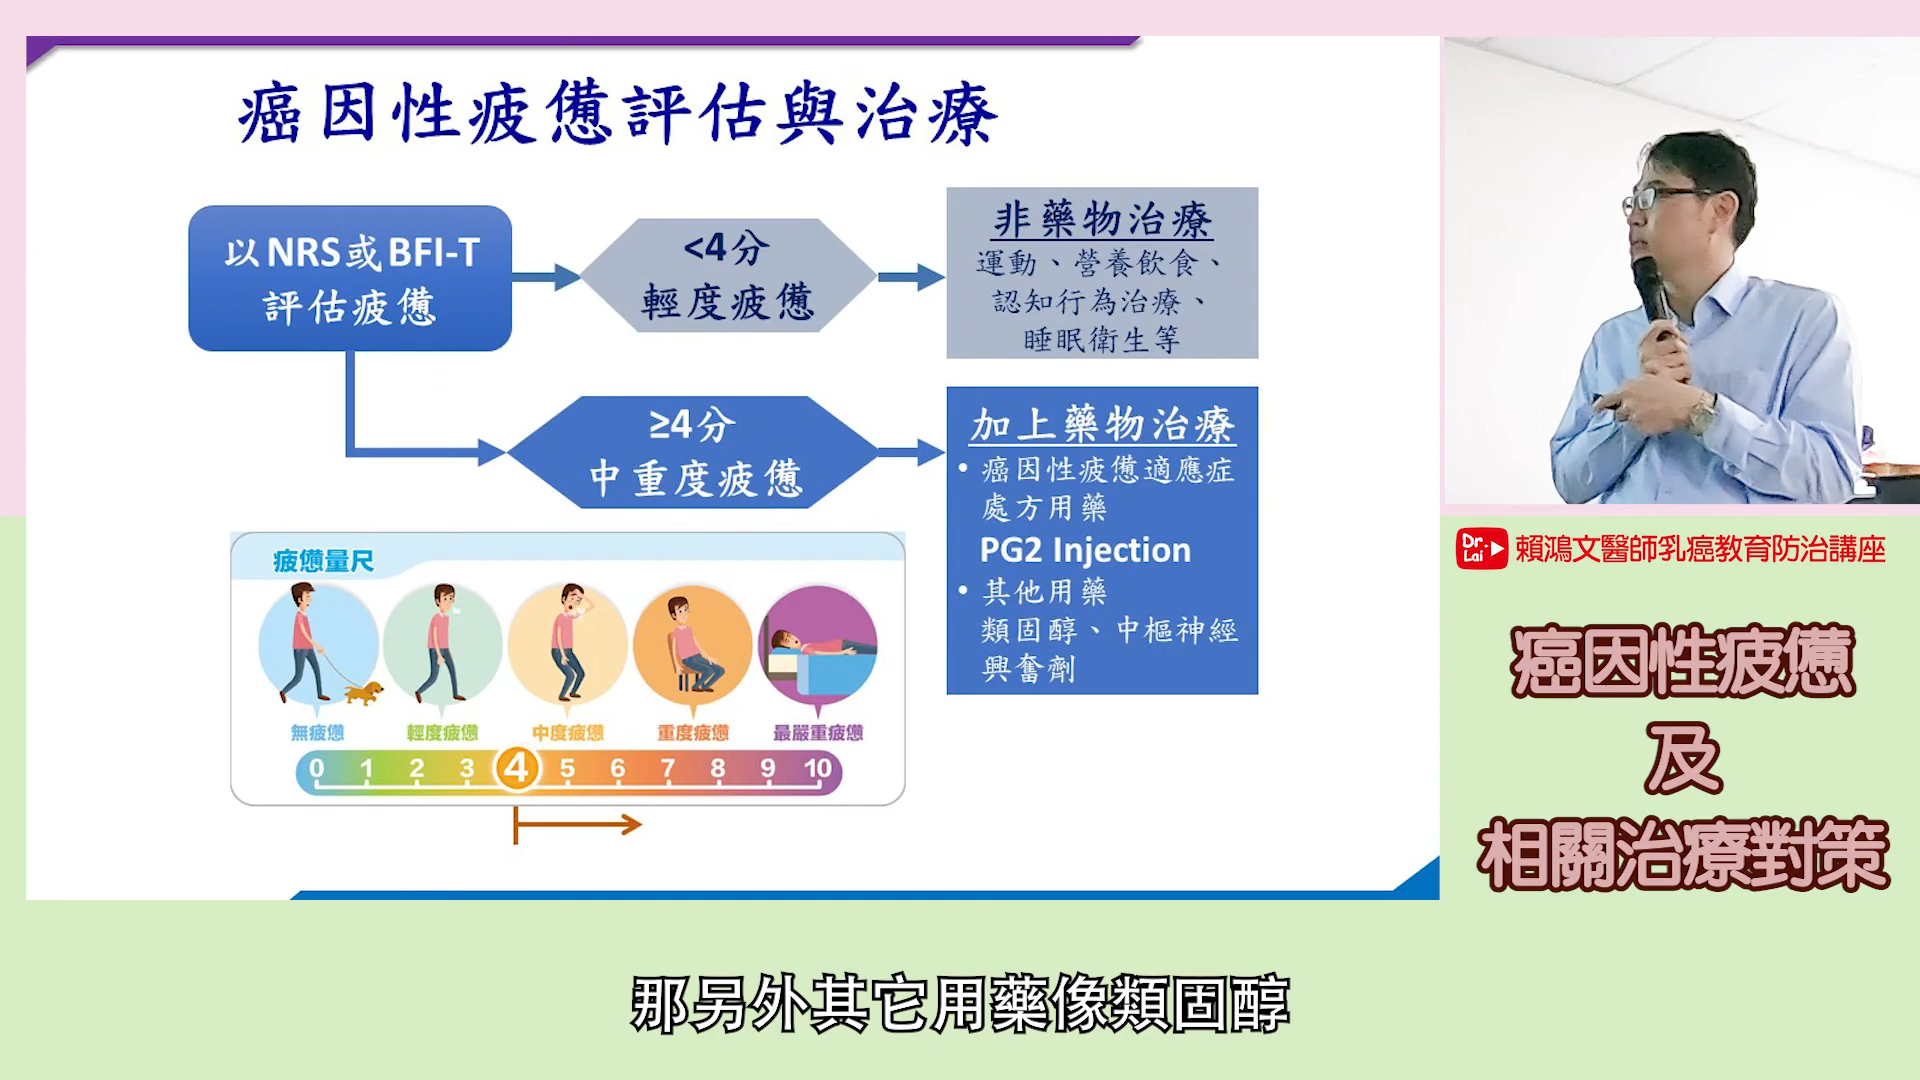 癌因性疲憊評估與治療
以NRS或BFI-T
評估疲憊
<4分
輕度疲憊
非藥物治療
運動、營養飲食、
認知行為治療、
睡眠衛生等
≥4分
中重度疲憊
加上藥物治療
• 癌因性疲憊適應症
處方用藥
PG2 Injection
• 其他用藥
類固醇、中樞神經
興奮劑
疲憊量尺
無疲憊 輕度疲憊 中度疲憊 重度疲憊 最嚴重疲憊
0 1 2 3 4 5 6 7 8 9 10
Dr.
Lai
賴鴻文醫師乳癌教育防治講座
癌因性疲憊
及
相關治療對策
那另外其它用藥像類固醇